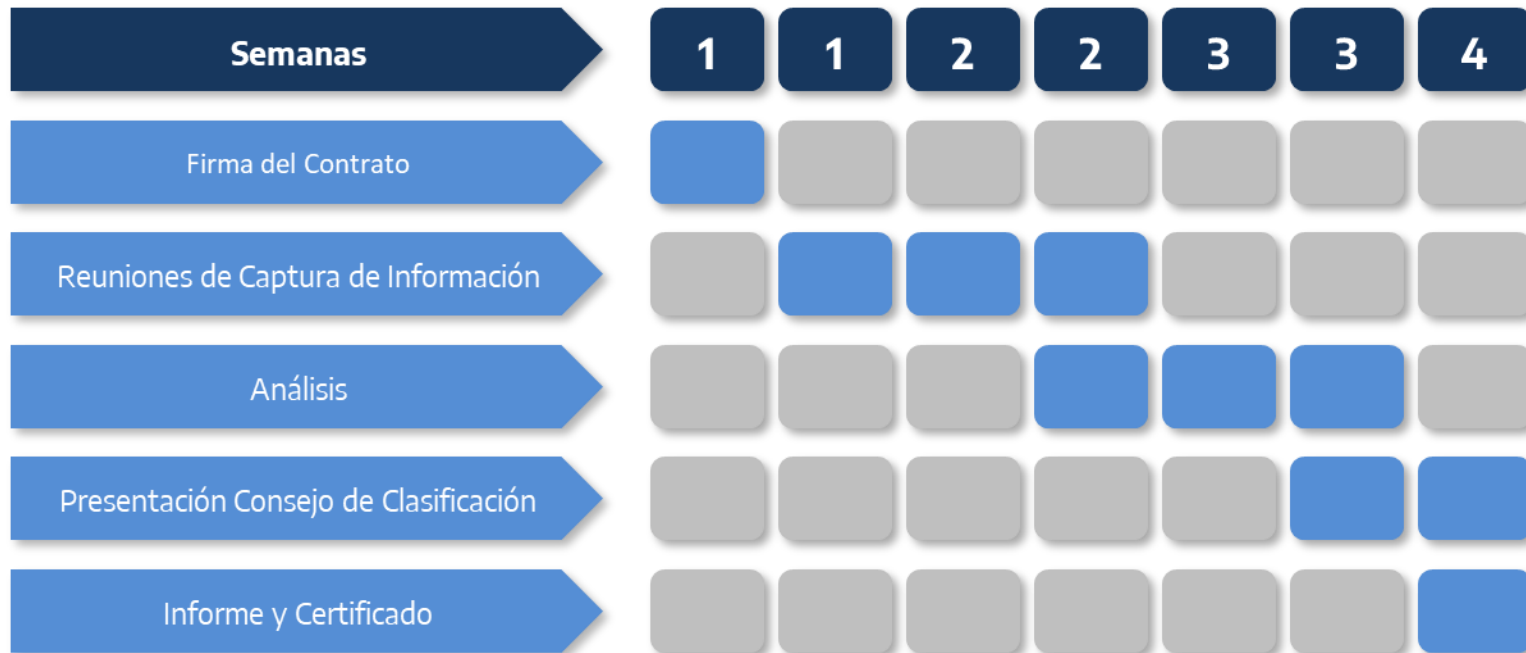 Semanas 1 1 2 2 3 3 4
Firma del Contrato
Reuniones de Captura de Información
Análisis
Presentación Consejo de Clasificación
Informe y Certificado